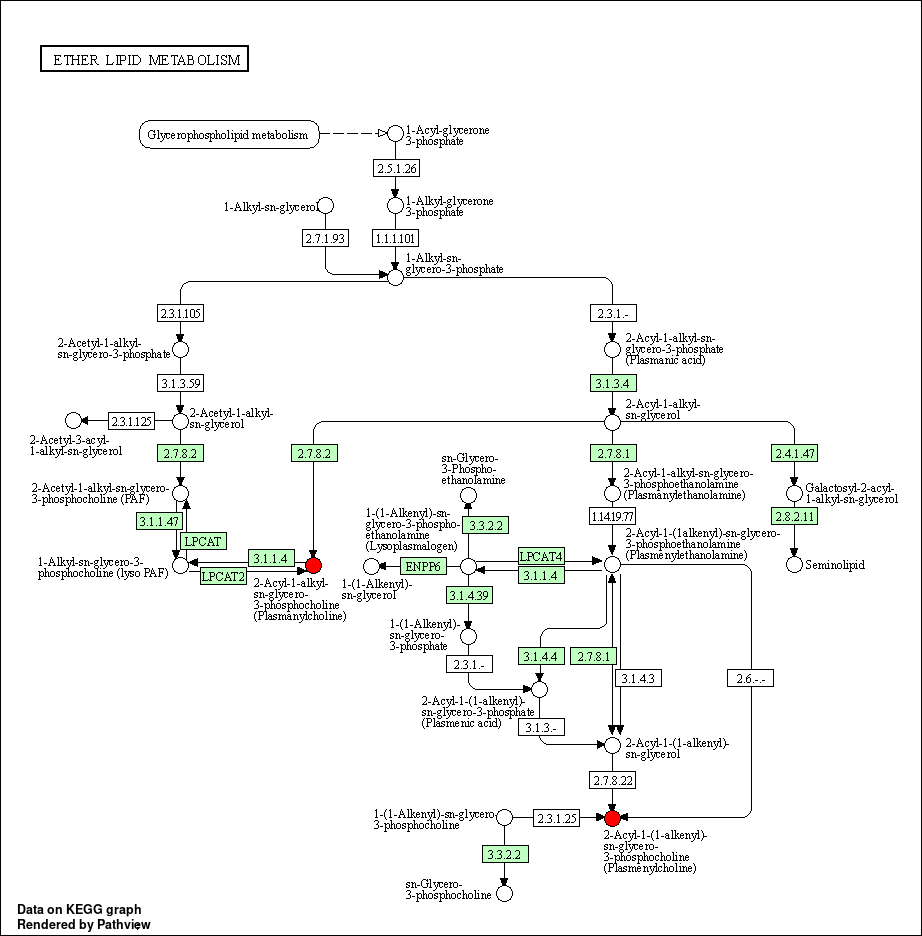 ETHER LIPID METABOLISM
Glycerophospholipid metabolism
1-Acyl-glycerone
3-phosphate
2.5.1.26
1-Alkyl-sn-glycerol
1-Alkyl-glycerone
3-phosphate
2.7.1.93
1.1.1.101
1-Alkyl-sn-
glycero-3-phosphate
2.3.1.105
2.3.1.-
2-Acetyl-1-alkyl-
sn-glycero-3-phosphate
2-Acyl-1-alkyl-sn-
glycero-3-phosphate
(Plasmanic acid)
3.1.3.59
3.1.3.4
2.3.1.125
2-Acetyl-1-alkyl-
sn-glycerol
2-Acyl-1-alkyl-
sn-glycerol
2-Acetyl-3-acyl-
1-alkyl-sn-glycerol
2.7.8.2
2.7.8.2
2.7.8.1
2.4.1.47
sn-Glycero-
3-Phospho-
ethanolamine
2-Acetyl-1-alkyl-sn-glycero-
3-phosphocholine (PAF)
2-Acyl-1-alkyl-sn-glycero-
3-phosphoethanolamine
(Plasmanylethanolamine)
Galactosyl-2-acyl-
1-alkyl-sn-glycerol
3.1.1.47
1-(1-Alkenyl)-sn-
glycero-3-phospho-
ethanolamine
(Lysoplasmalogen)
3.3.2.2
1.14.19.77
2.8.2.11
LPCAT
2-Acyl-1-(1alkenyl)-sn-glycero-
3-phosphoethanolamine
(Plasmenylethanolamine)
1-Alkyl-sn-glycero-3-
phosphocholine (lyso PAF)
3.1.1.4
LPCAT2
ENPP6
LPCAT4
3.1.1.4
Seminolipid
2-Acyl-1-alkyl-
sn-glycero-
3-phosphocholine
(Plasmanylcholine)
1-(1-Alkenyl)-
sn-glycerol
3.1.4.39
1-(1-Alkenyl)-
sn-glycero-
3-phosphate
2.3.1.-
3.1.4.4
2.7.8.1
3.1.4.3
2.6.-.-
2-Acyl-1-(1-alkenyl)-
sn-glycero-3-phosphate
(Plasmenic acid)
3.1.3.-
2-Acyl-1-(1-alkenyl)-
sn-glycerol
2.7.8.22
1-(1-Alkenyl)-sn-glycero-
3-phosphocholine
2.3.1.25
2-Acyl-1-(1-alkenyl)-
sn-glycero-
3-phosphocholine
(Plasmenylcholine)
3.3.2.2
sn-Glycero-
3-phosphocholine
Data on KEGG graph
Rendered by Pathview